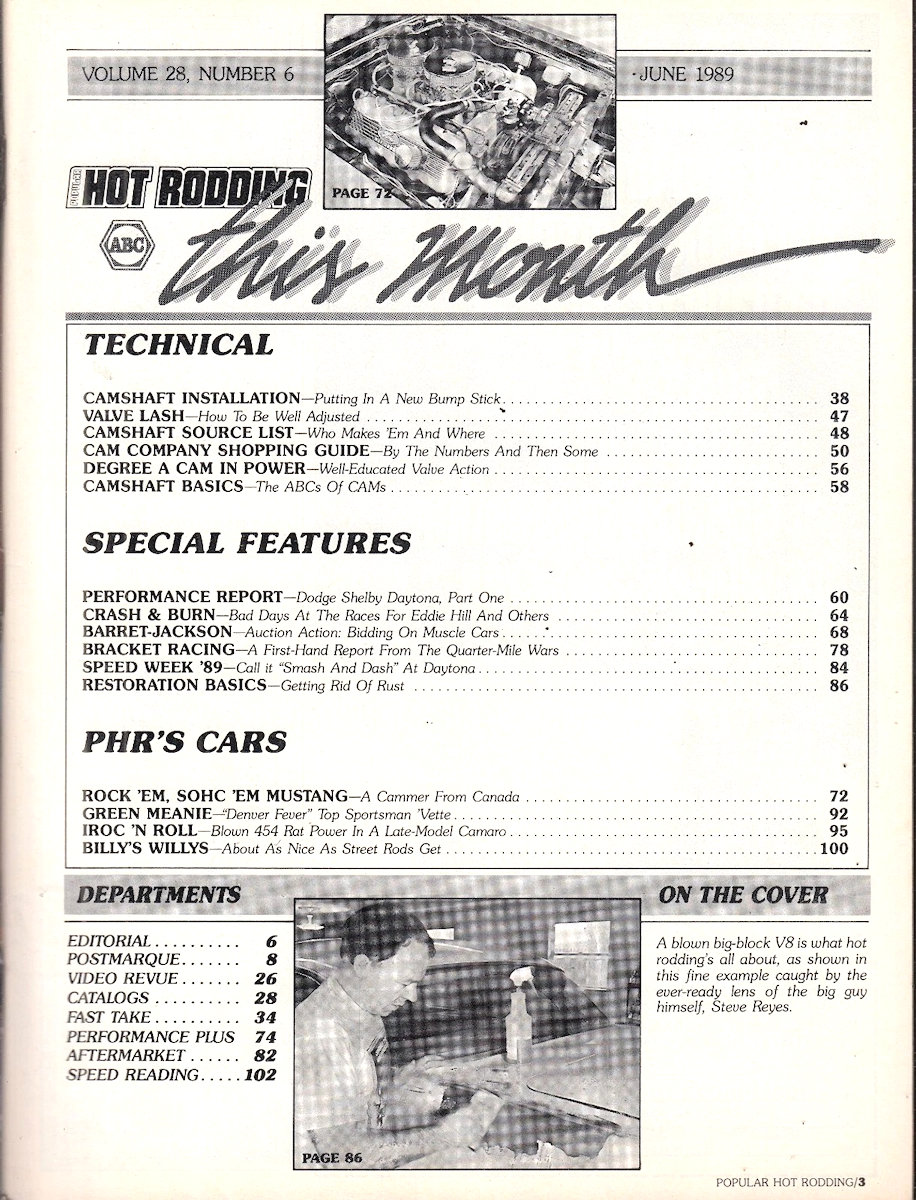 VOLUME 28, NUMBER 6
JUNE 1989
PAGE 72
POPULAR
HOT RODDING
ABC
this Month
TECHNICAL
CAMSHAFT INSTALLATION—Putting In A New Bump Stick 38
VALVE LASH—How To Be Well Adjusted 47
CAMSHAFT SOURCE LIST—Who Makes 'Em And Where 48
CAM COMPANY SHOPPING GUIDE—By The Numbers And Then Some 50
DEGREE A CAM IN POWER—Well-Educated Valve Action 56
CAMSHAFT BASICS—The ABCs Of CAMs 58
SPECIAL FEATURES
PERFORMANCE REPORT—Dodge Shelby Daytona, Part One 60
CRASH & BURN—Bad Days At The Races For Eddie Hill And Others 64
BARRET-JACKSON—Auction Action: Bidding On Muscle Cars 68
BRACKET RACING—A First-Hand Report From The Quarter-Mile Wars 78
SPEED WEEK '89—Call it "Smash And Dash" At Daytona 84
RESTORATION BASICS—Getting Rid Of Rust 86
PHR'S CARS
ROCK 'EM, SOHC 'EM MUSTANG—A Cammer From Canada 72
GREEN MEANIE—"Denver Fever" Top Sportsman 'Vette 92
IROC 'N ROLL—Blown 454 Rat Power In A Late-Model Camaro 95
BILLY'S WILLYS—About As Nice As Street Rods Get 100
DEPARTMENTS
EDITORIAL 6
POSTMARQUE 8
VIDEO REVUE 26
CATALOGS 28
FAST TAKE 34
PERFORMANCE PLUS 74
AFTERMARKET 82
SPEED READING 102
PAGE 86
ON THE COVER
A blown big-block V8 is what hot
rodding's all about, as shown in
this fine example caught by the
ever-ready lens of the big guy
himself, Steve Reyes.
POPULAR HOT RODDING/3